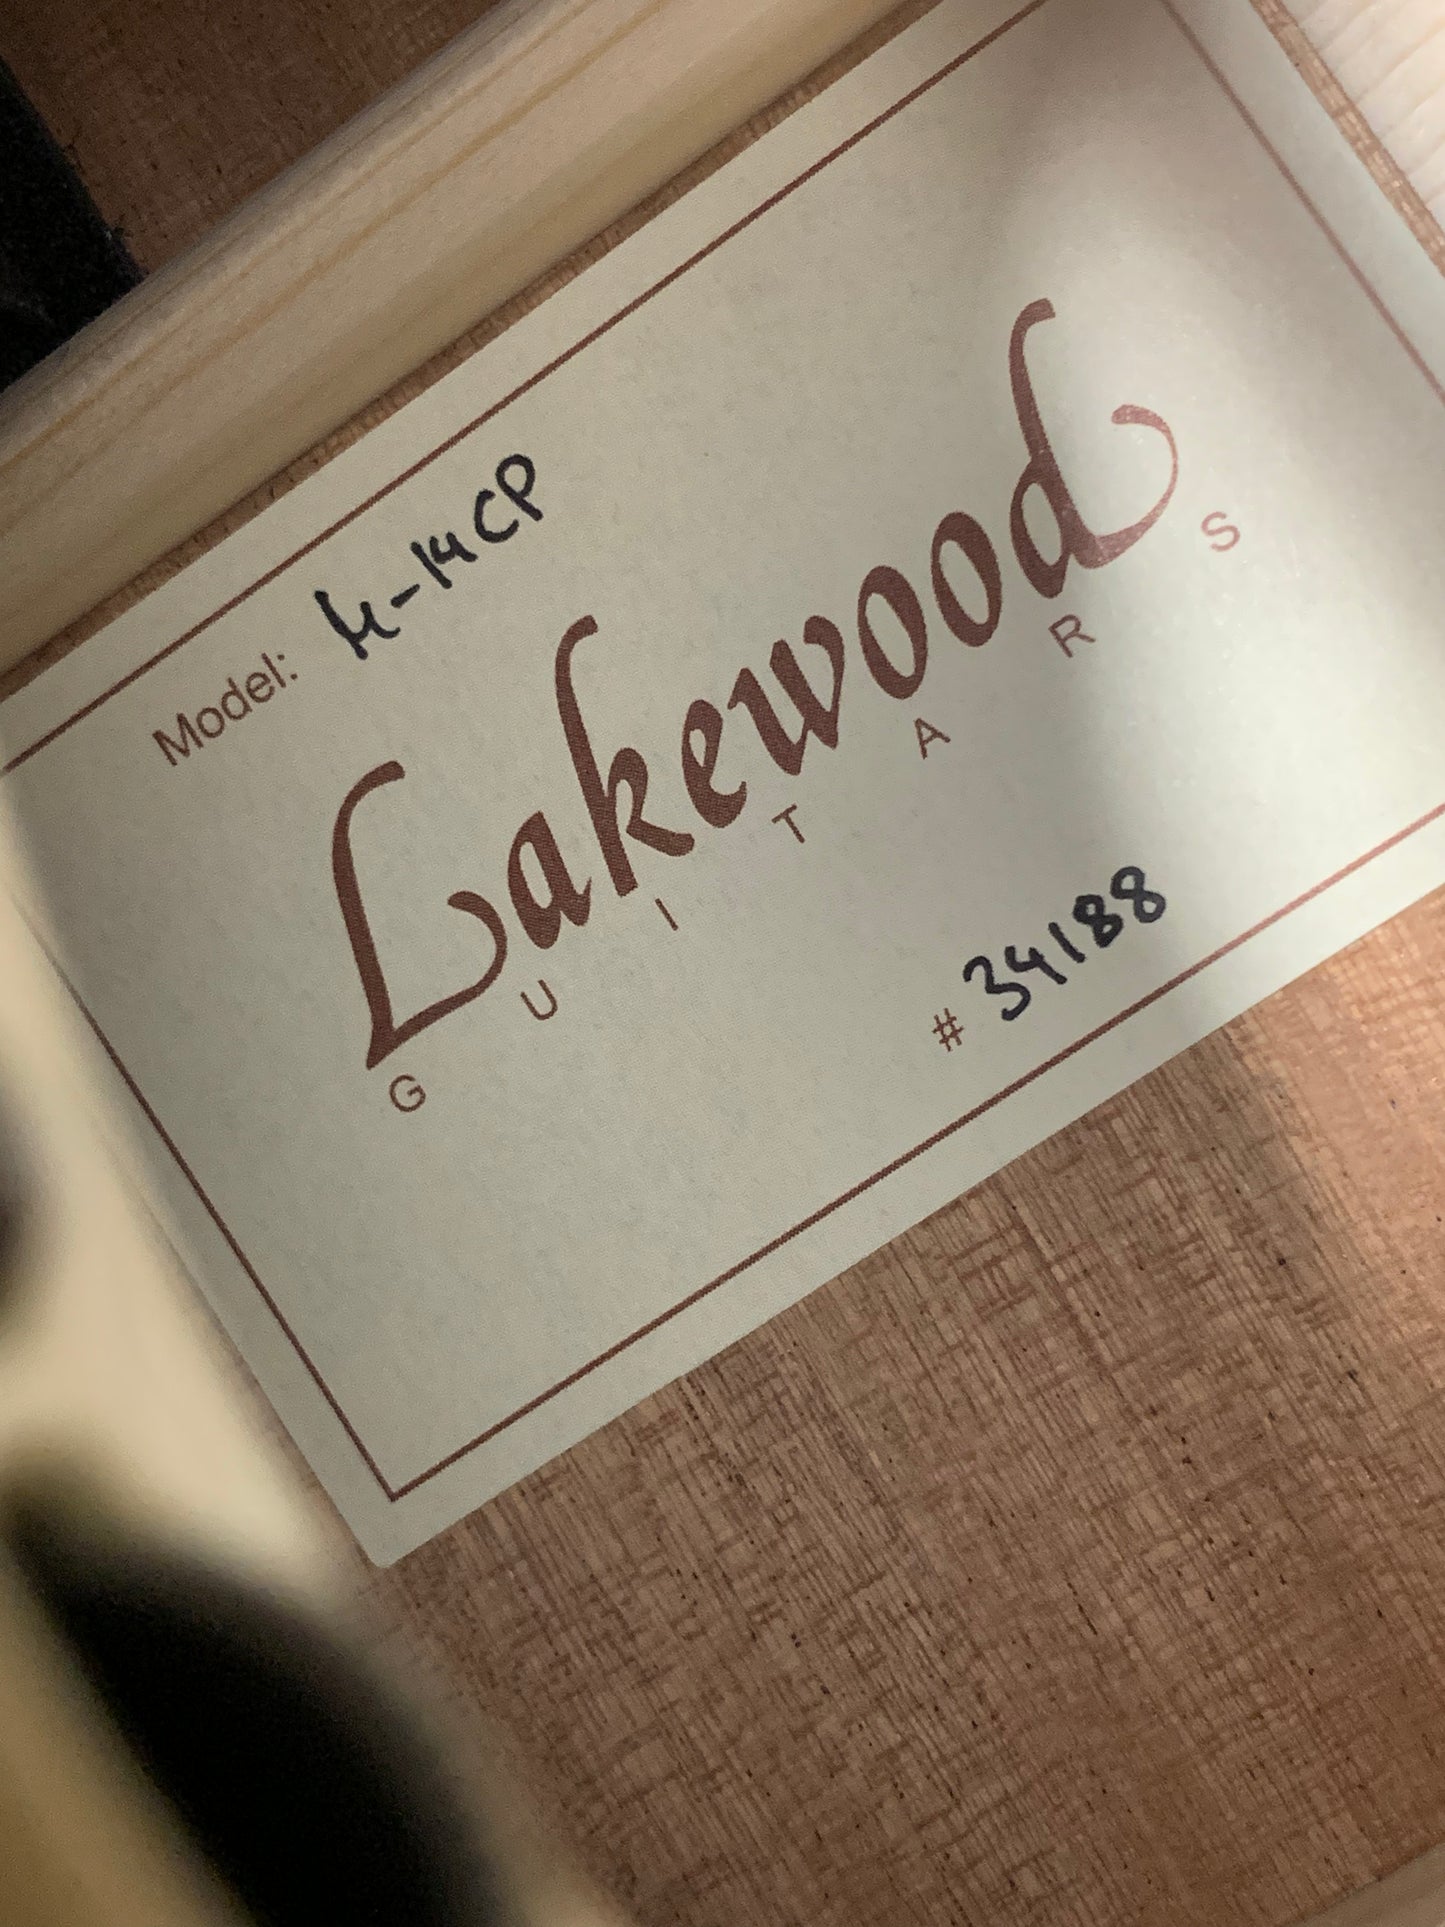 Model: M-14CP
Lakewood
GUITARS
# 34188